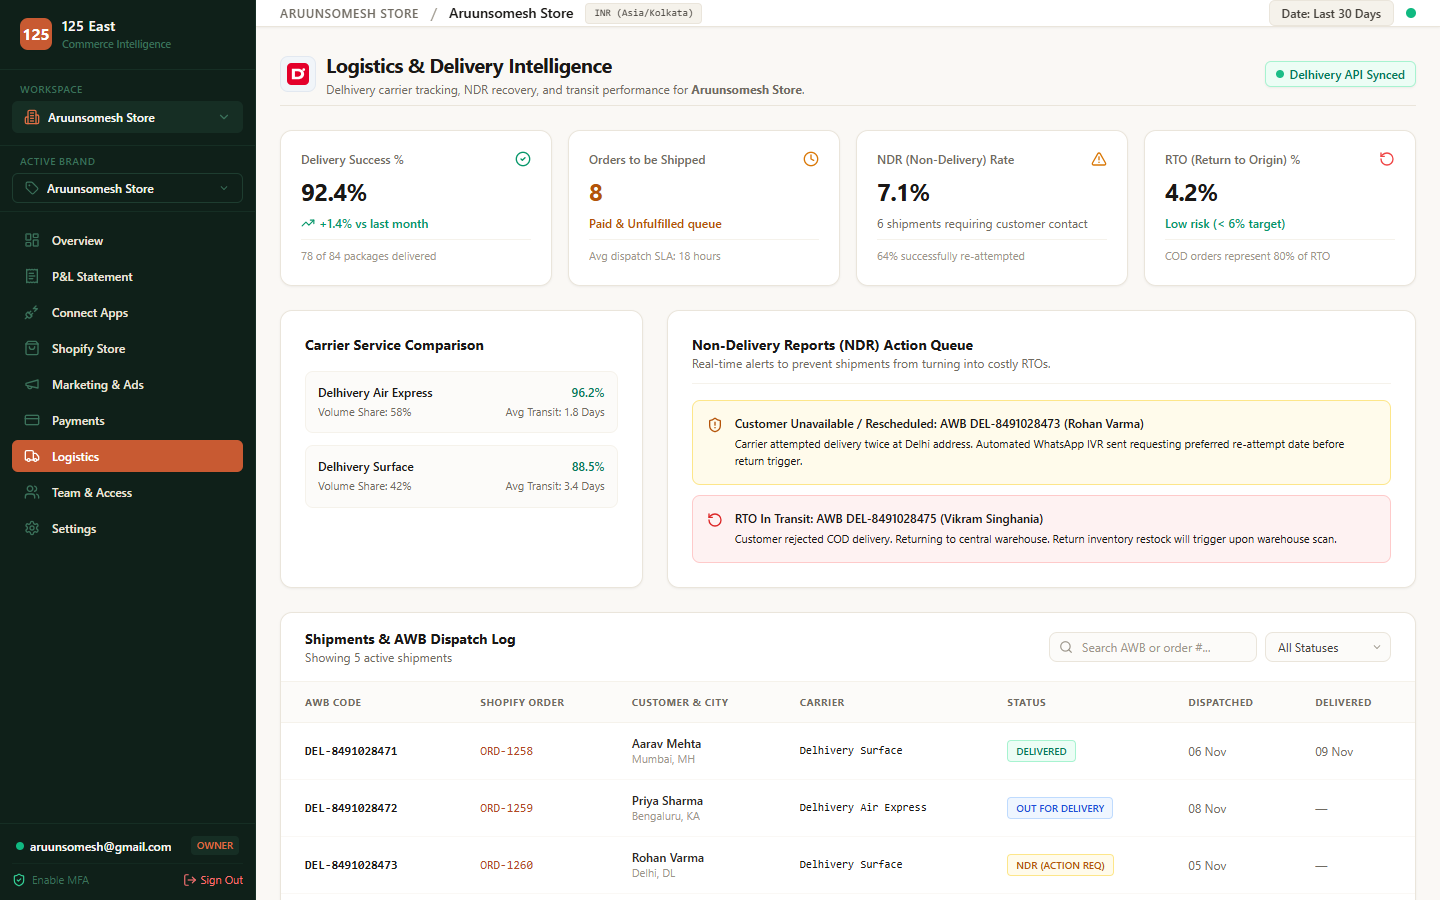 125
125 East
Commerce Intelligence
WORKSPACE
Aruunsomesh Store
ACTIVE BRAND
Aruunsomesh Store
Overview
P&L Statement
Connect Apps
Shopify Store
Marketing & Ads
Payments
Logistics
Team & Access
Settings
aruunsomesh@gmail.com OWNER
Enable MFA Sign Out
ARUUNSOMESH STORE / Aruunsomesh Store INR (Asia/Kolkata) Date: Last 30 Days
Logistics & Delivery Intelligence
Delhivery carrier tracking, NDR recovery, and transit performance for Aruunsomesh Store.
Delhivery API Synced
Delivery Success %
92.4%
+1.4% vs last month
78 of 84 packages delivered
Orders to be Shipped
8
Paid & Unfulfilled queue
Avg dispatch SLA: 18 hours
NDR (Non-Delivery) Rate
7.1%
6 shipments requiring customer contact
64% successfully re-attempted
RTO (Return to Origin) %
4.2%
Low risk (< 6% target)
COD orders represent 80% of RTO
Carrier Service Comparison
Delhivery Air Express 96.2%
Volume Share: 58% Avg Transit: 1.8 Days
Delhivery Surface 88.5%
Volume Share: 42% Avg Transit: 3.4 Days
Non-Delivery Reports (NDR) Action Queue
Real-time alerts to prevent shipments from turning into costly RTOs.
Customer Unavailable / Rescheduled: AWB DEL-8491028473 (Rohan Varma)
Carrier attempted delivery twice at Delhi address. Automated WhatsApp IVR sent requesting preferred re-attempt date before
return trigger.
RTO In Transit: AWB DEL-8491028475 (Vikram Singhania)
Customer rejected COD delivery. Returning to central warehouse. Return inventory restock will trigger upon warehouse scan.
Shipments & AWB Dispatch Log
Showing 5 active shipments
Search AWB or order #... All Statuses
AWB CODE SHOPIFY ORDER CUSTOMER & CITY CARRIER STATUS DISPATCHED DELIVERED
DEL-8491028471 ORD-1258 Aarav Mehta Delhivery Surface DELIVERED 06 Nov 09 Nov
Mumbai, MH
DEL-8491028472 ORD-1259 Priya Sharma Delhivery Air Express OUT FOR DELIVERY 08 Nov —
Bengaluru, KA
DEL-8491028473 ORD-1260 Rohan Varma Delhivery Surface NDR (ACTION REQ) 05 Nov —
Delhi, DL